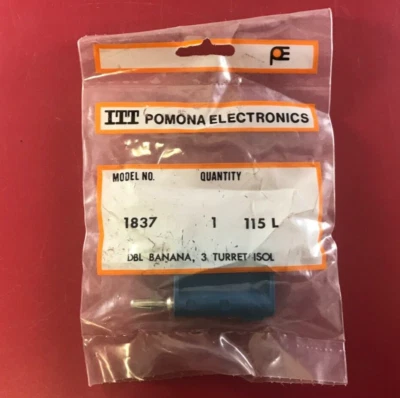 PE
ITT POMONA ELECTRONICS
MODEL NO. QUANTITY
1837 1 115 L
DBL BANANA, 3 TURRET ISOL